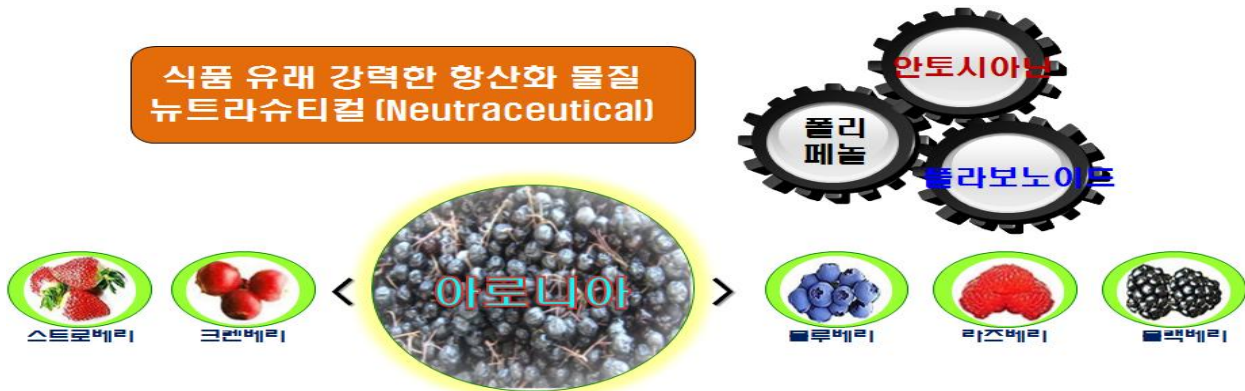 식품 유래 강력한 항산화 물질
뉴트라슈티컬 (Neutraceutical)
안토시아닌
폴리
페놀
플라보노이드
< 아로니아 >
스트로베리 크렌베리 블루베리 라즈베리 블랙베리